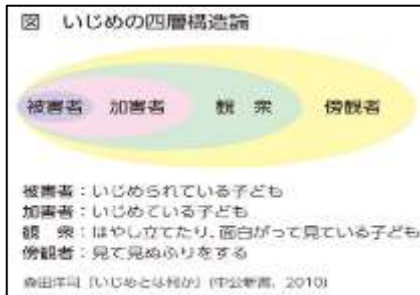 図 いじめの四層構造論
被害者 加害者 観 衆 傍観者
被害者：いじめられている子ども
加害者：いじめている子ども
観 衆：はやし立てたり、面白がって見ている子ども
傍観者：見て見ぬふりをする
森田洋司『いじめとは何か』(中公新書, 2010)